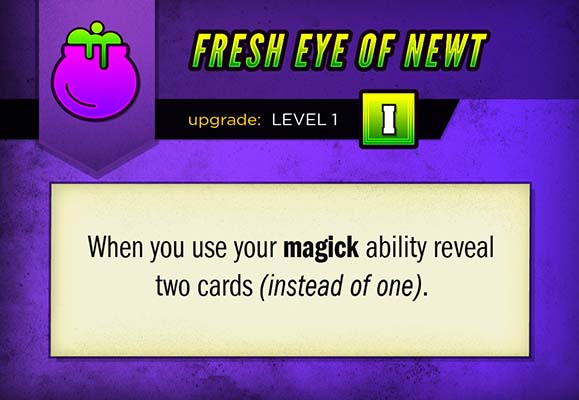 FRESH EYE OF NEWT
upgrade: LEVEL 1 I
When you use your magick ability reveal
two cards (instead of one).